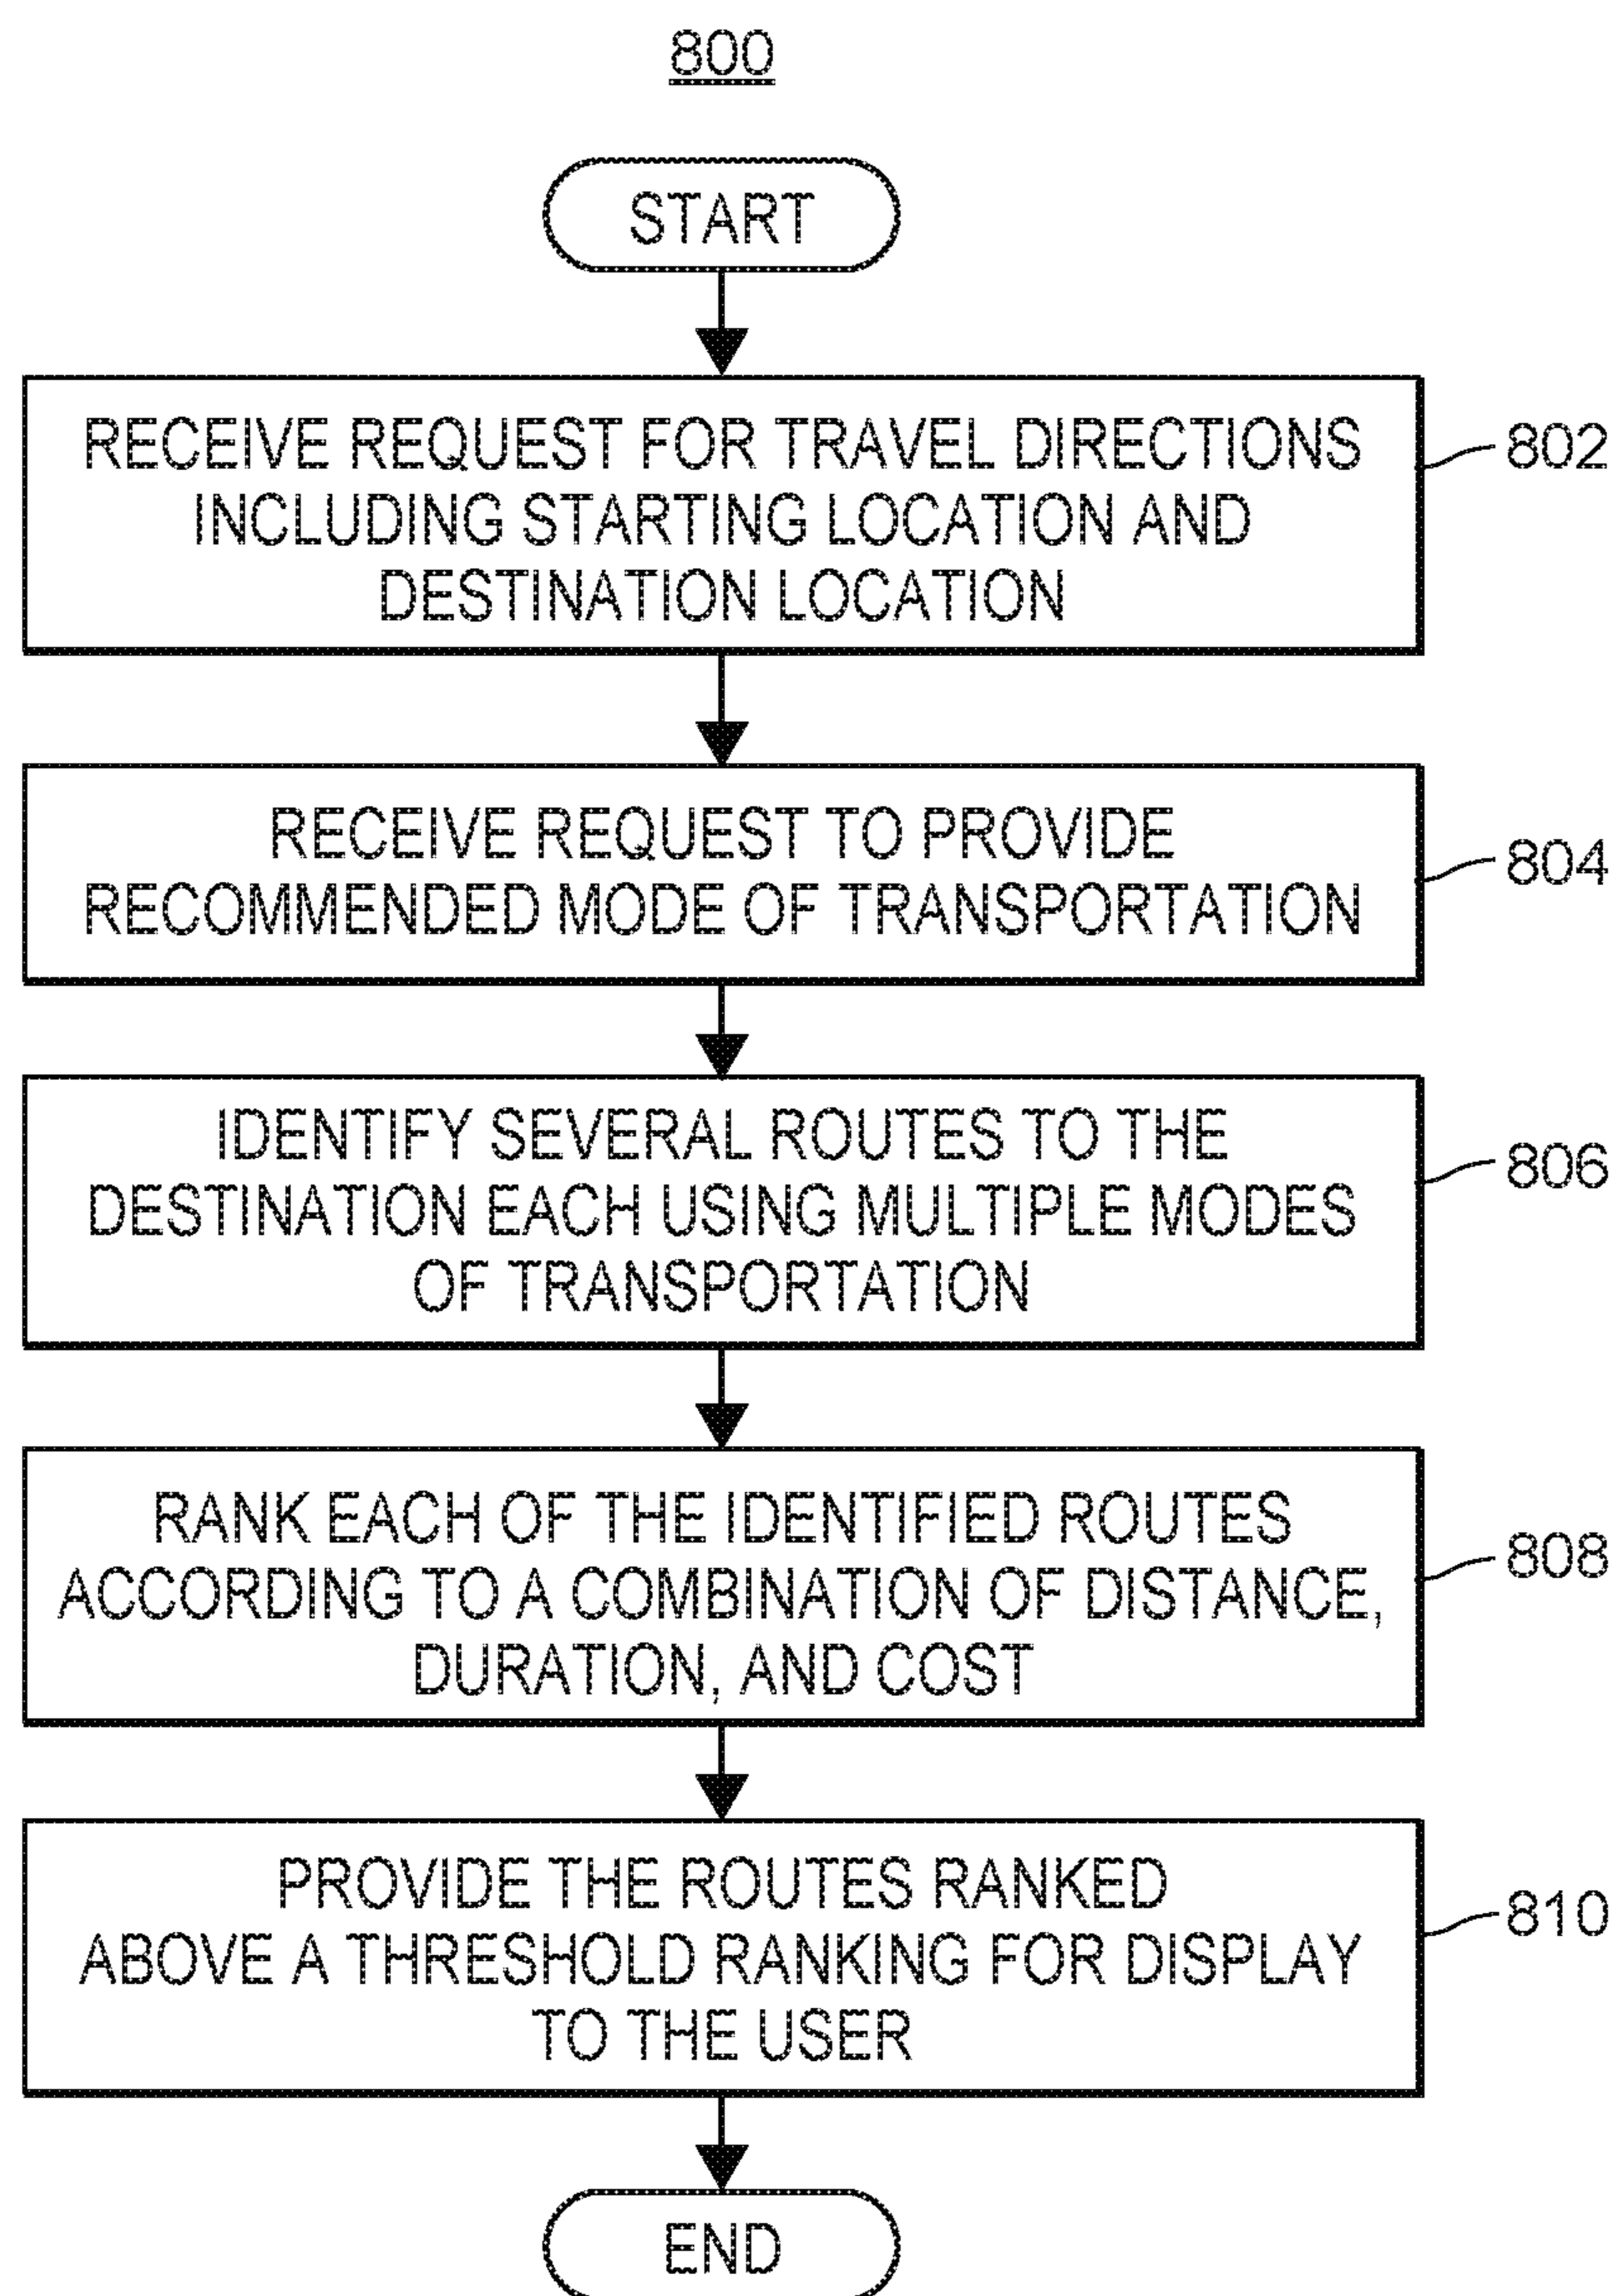 800
START
RECEIVE REQUEST FOR TRAVEL DIRECTIONS
INCLUDING STARTING LOCATION AND
DESTINATION LOCATION
802
RECEIVE REQUEST TO PROVIDE
RECOMMENDED MODE OF TRANSPORTATION
804
IDENTIFY SEVERAL ROUTES TO THE
DESTINATION EACH USING MULTIPLE MODES
OF TRANSPORTATION
806
RANK EACH OF THE IDENTIFIED ROUTES
ACCORDING TO A COMBINATION OF DISTANCE,
DURATION, AND COST
808
PROVIDE THE ROUTES RANKED
ABOVE A THRESHOLD RANKING FOR DISPLAY
TO THE USER
810
END